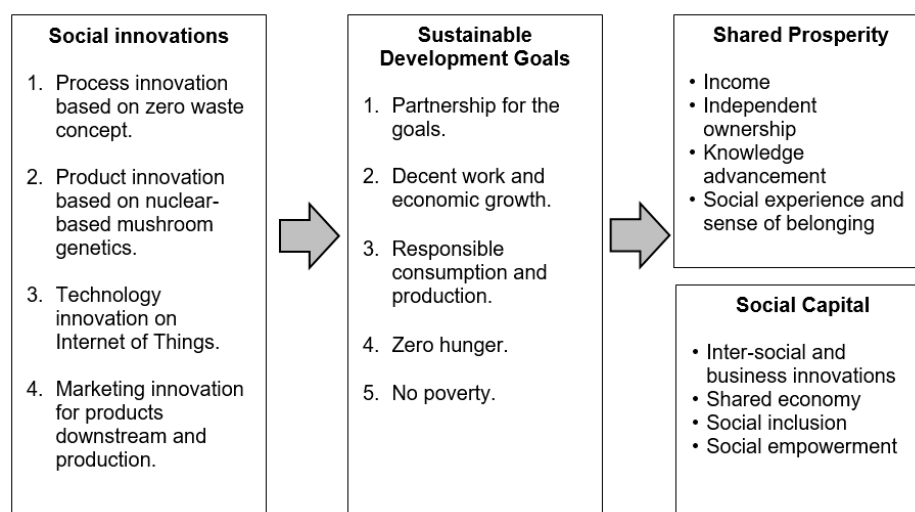 Social innovations
1. Process innovation
based on zero waste
concept.
2. Product innovation
based on nuclear-
based mushroom
genetics.
3. Technology
innovation on
Internet of Things.
4. Marketing innovation
for products
downstream and
production.
Sustainable
Development Goals
1. Partnership for the
goals.
2. Decent work and
economic growth.
3. Responsible
consumption and
production.
4. Zero hunger.
5. No poverty.
Shared Prosperity
• Income
• Independent
ownership
• Knowledge
advancement
• Social experience and
sense of belonging
Social Capital
• Inter-social and
business innovations
• Shared economy
• Social inclusion
• Social empowerment